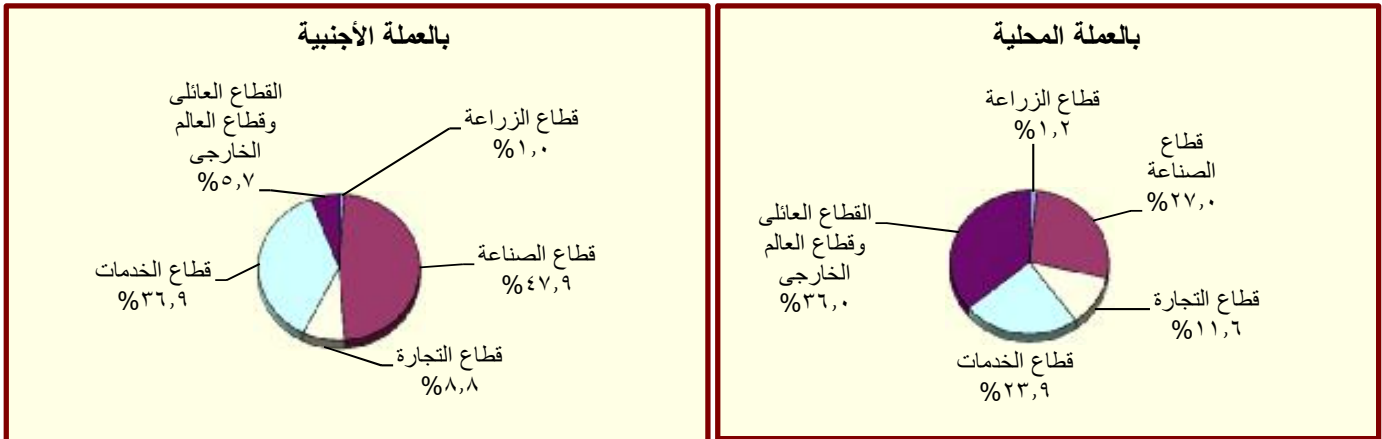 بالعملة المحلية
قطاع الزراعة
%١,٢
قطاع
الصناعة
%٢٧,٠
قطاع التجارة
%١١,٦
قطاع الخدمات
%٢٣,٩
القطاع العائلى
وقطاع العالم
الخارجى
%٣٦,٠
بالعملة الأجنبية
قطاع الزراعة
%١,٠
قطاع الصناعة
%٤٧,٩
قطاع التجارة
%٨,٨
قطاع الخدمات
%٣٦,٩
القطاع العائلى
وقطاع العالم
الخارجى
%٥,٧